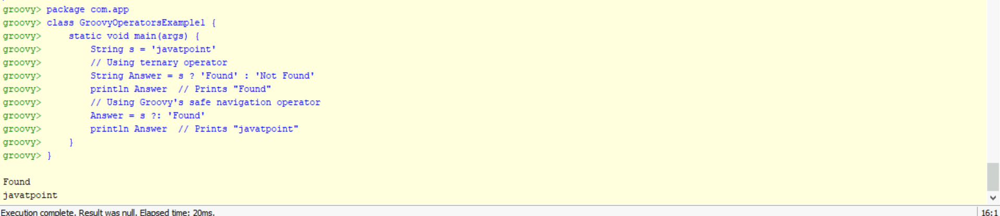 groovy> package com.app
groovy> class GroovyOperatorsExample1 {
groovy>     static void main(args) {
groovy>         String s = 'javatpoint'
groovy>         // Using ternary operator
groovy>         String Answer = s ? 'Found' : 'Not Found'
groovy>         println Answer  // Prints "Found"
groovy>         // Using Groovy's safe navigation operator
groovy>         Answer = s ?: 'Found'
groovy>         println Answer  // Prints "javatpoint"
groovy>     }
groovy> }
Found
javatpoint
Execution complete. Result was null. Elapsed time: 20ms. 16:1